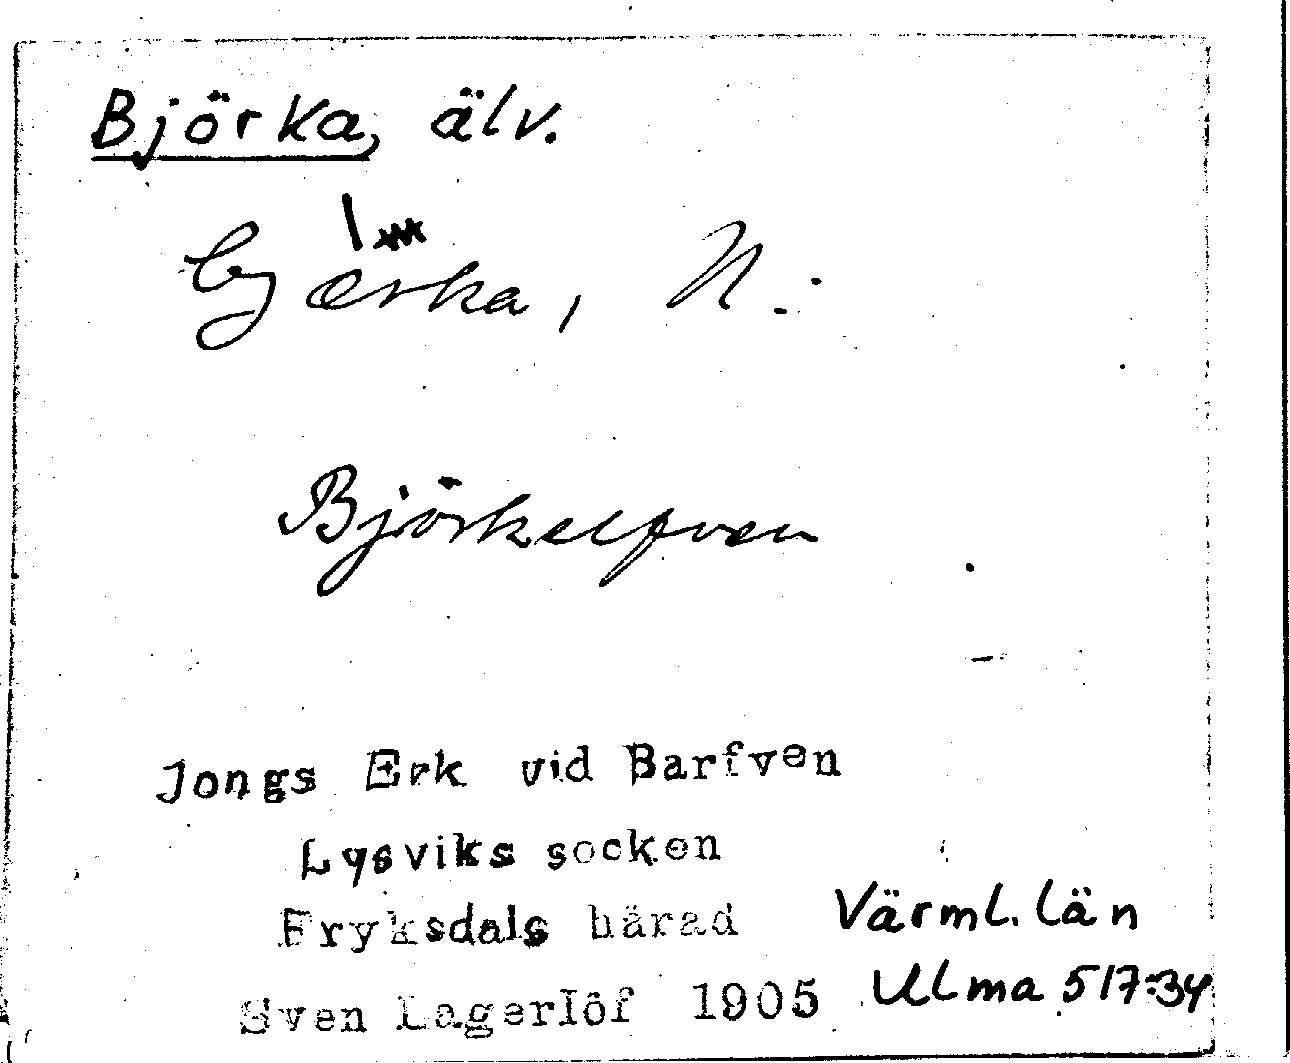 Björka, älv.
bjærka, N.:
Björkelfven
Jongs Erk vid Barfven
Lysviks socken
Fryksdals härad Värml. län
Sven Lagerlöf 1905 Ulma 517:34